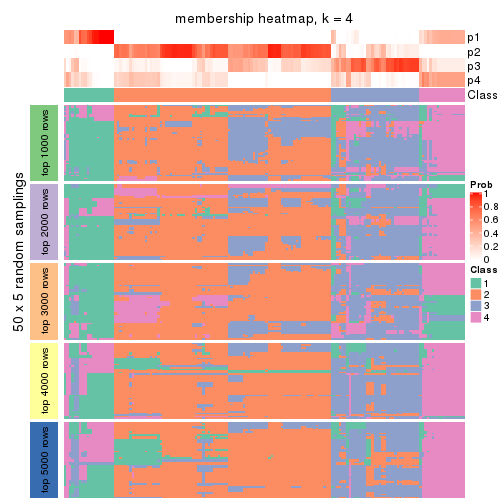 membership heatmap, k = 4
p1
p2
p3
p4
Class
50 x 5 random samplings
top 1000 rows
top 2000 rows
top 3000 rows
top 4000 rows
top 5000 rows
Prob
1
0.8
0.6
0.4
0.2
0
Class
1
2
3
4